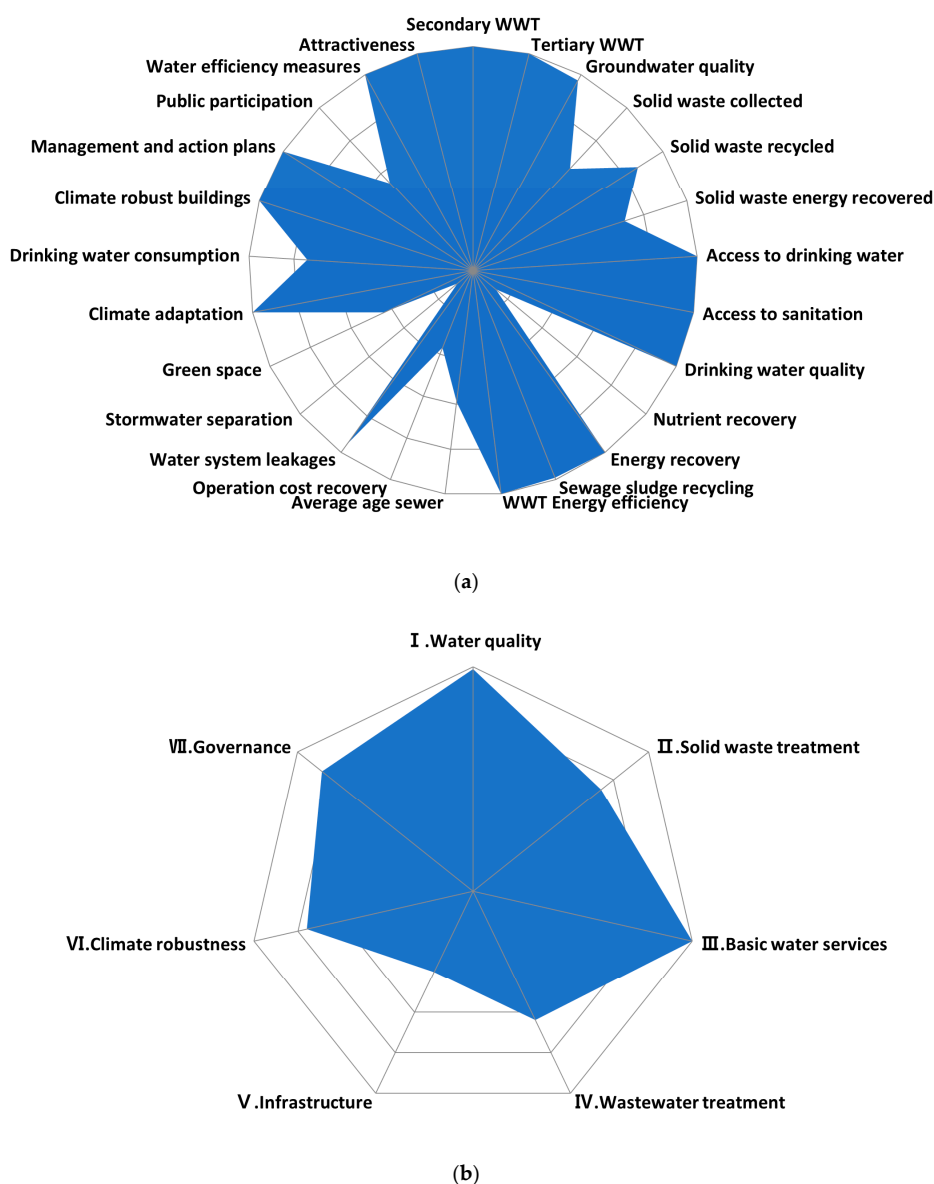 Secondary WWT
Attractiveness
Tertiary WWT
Water efficiency measures
Groundwater quality
Public participation
Solid waste collected
Management and action plans
Solid waste recycled
Climate robust buildings
Solid waste energy recovered
Drinking water consumption
Access to drinking water
Climate adaptation
Access to sanitation
Green space
Drinking water quality
Stormwater separation
Nutrient recovery
Water system leakages
Energy recovery
Operation cost recovery
Sewage sludge recycling
Average age sewer
WWT Energy efficiency
(a)
Ⅰ.Water quality
Ⅶ.Governance
Ⅱ.Solid waste treatment
Ⅵ.Climate robustness
Ⅲ.Basic water services
Ⅴ.Infrastructure
Ⅳ.Wastewater treatment
(b)